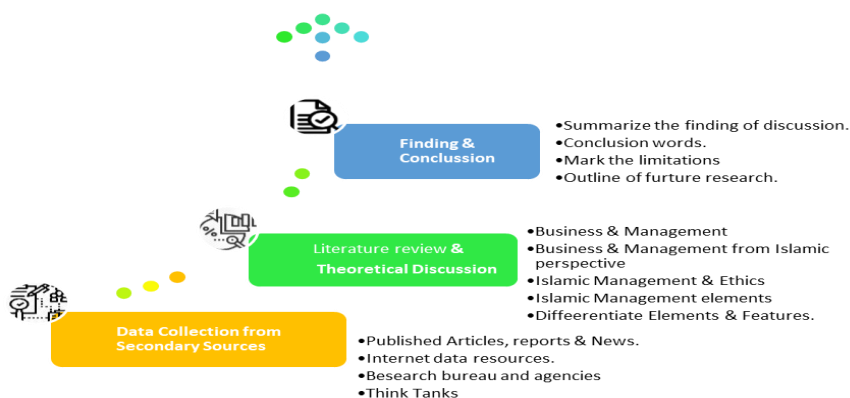 Finding &
Conclussion
•Summarize the finding of discussion.
•Conclusion words.
•Mark the limitations
•Outline of furture research.
Literature review &
Theoretical Discussion
•Business & Management
•Business & Management from Islamic
perspective
•Islamic Management & Ethics
•Islamic Management elements
•Differeentiate Elements & Features.
Data Collection from
Secondary Sources
•Published Articles, reports & News.
•Internet data resources.
•Besearch bureau and agencies
•Think Tanks